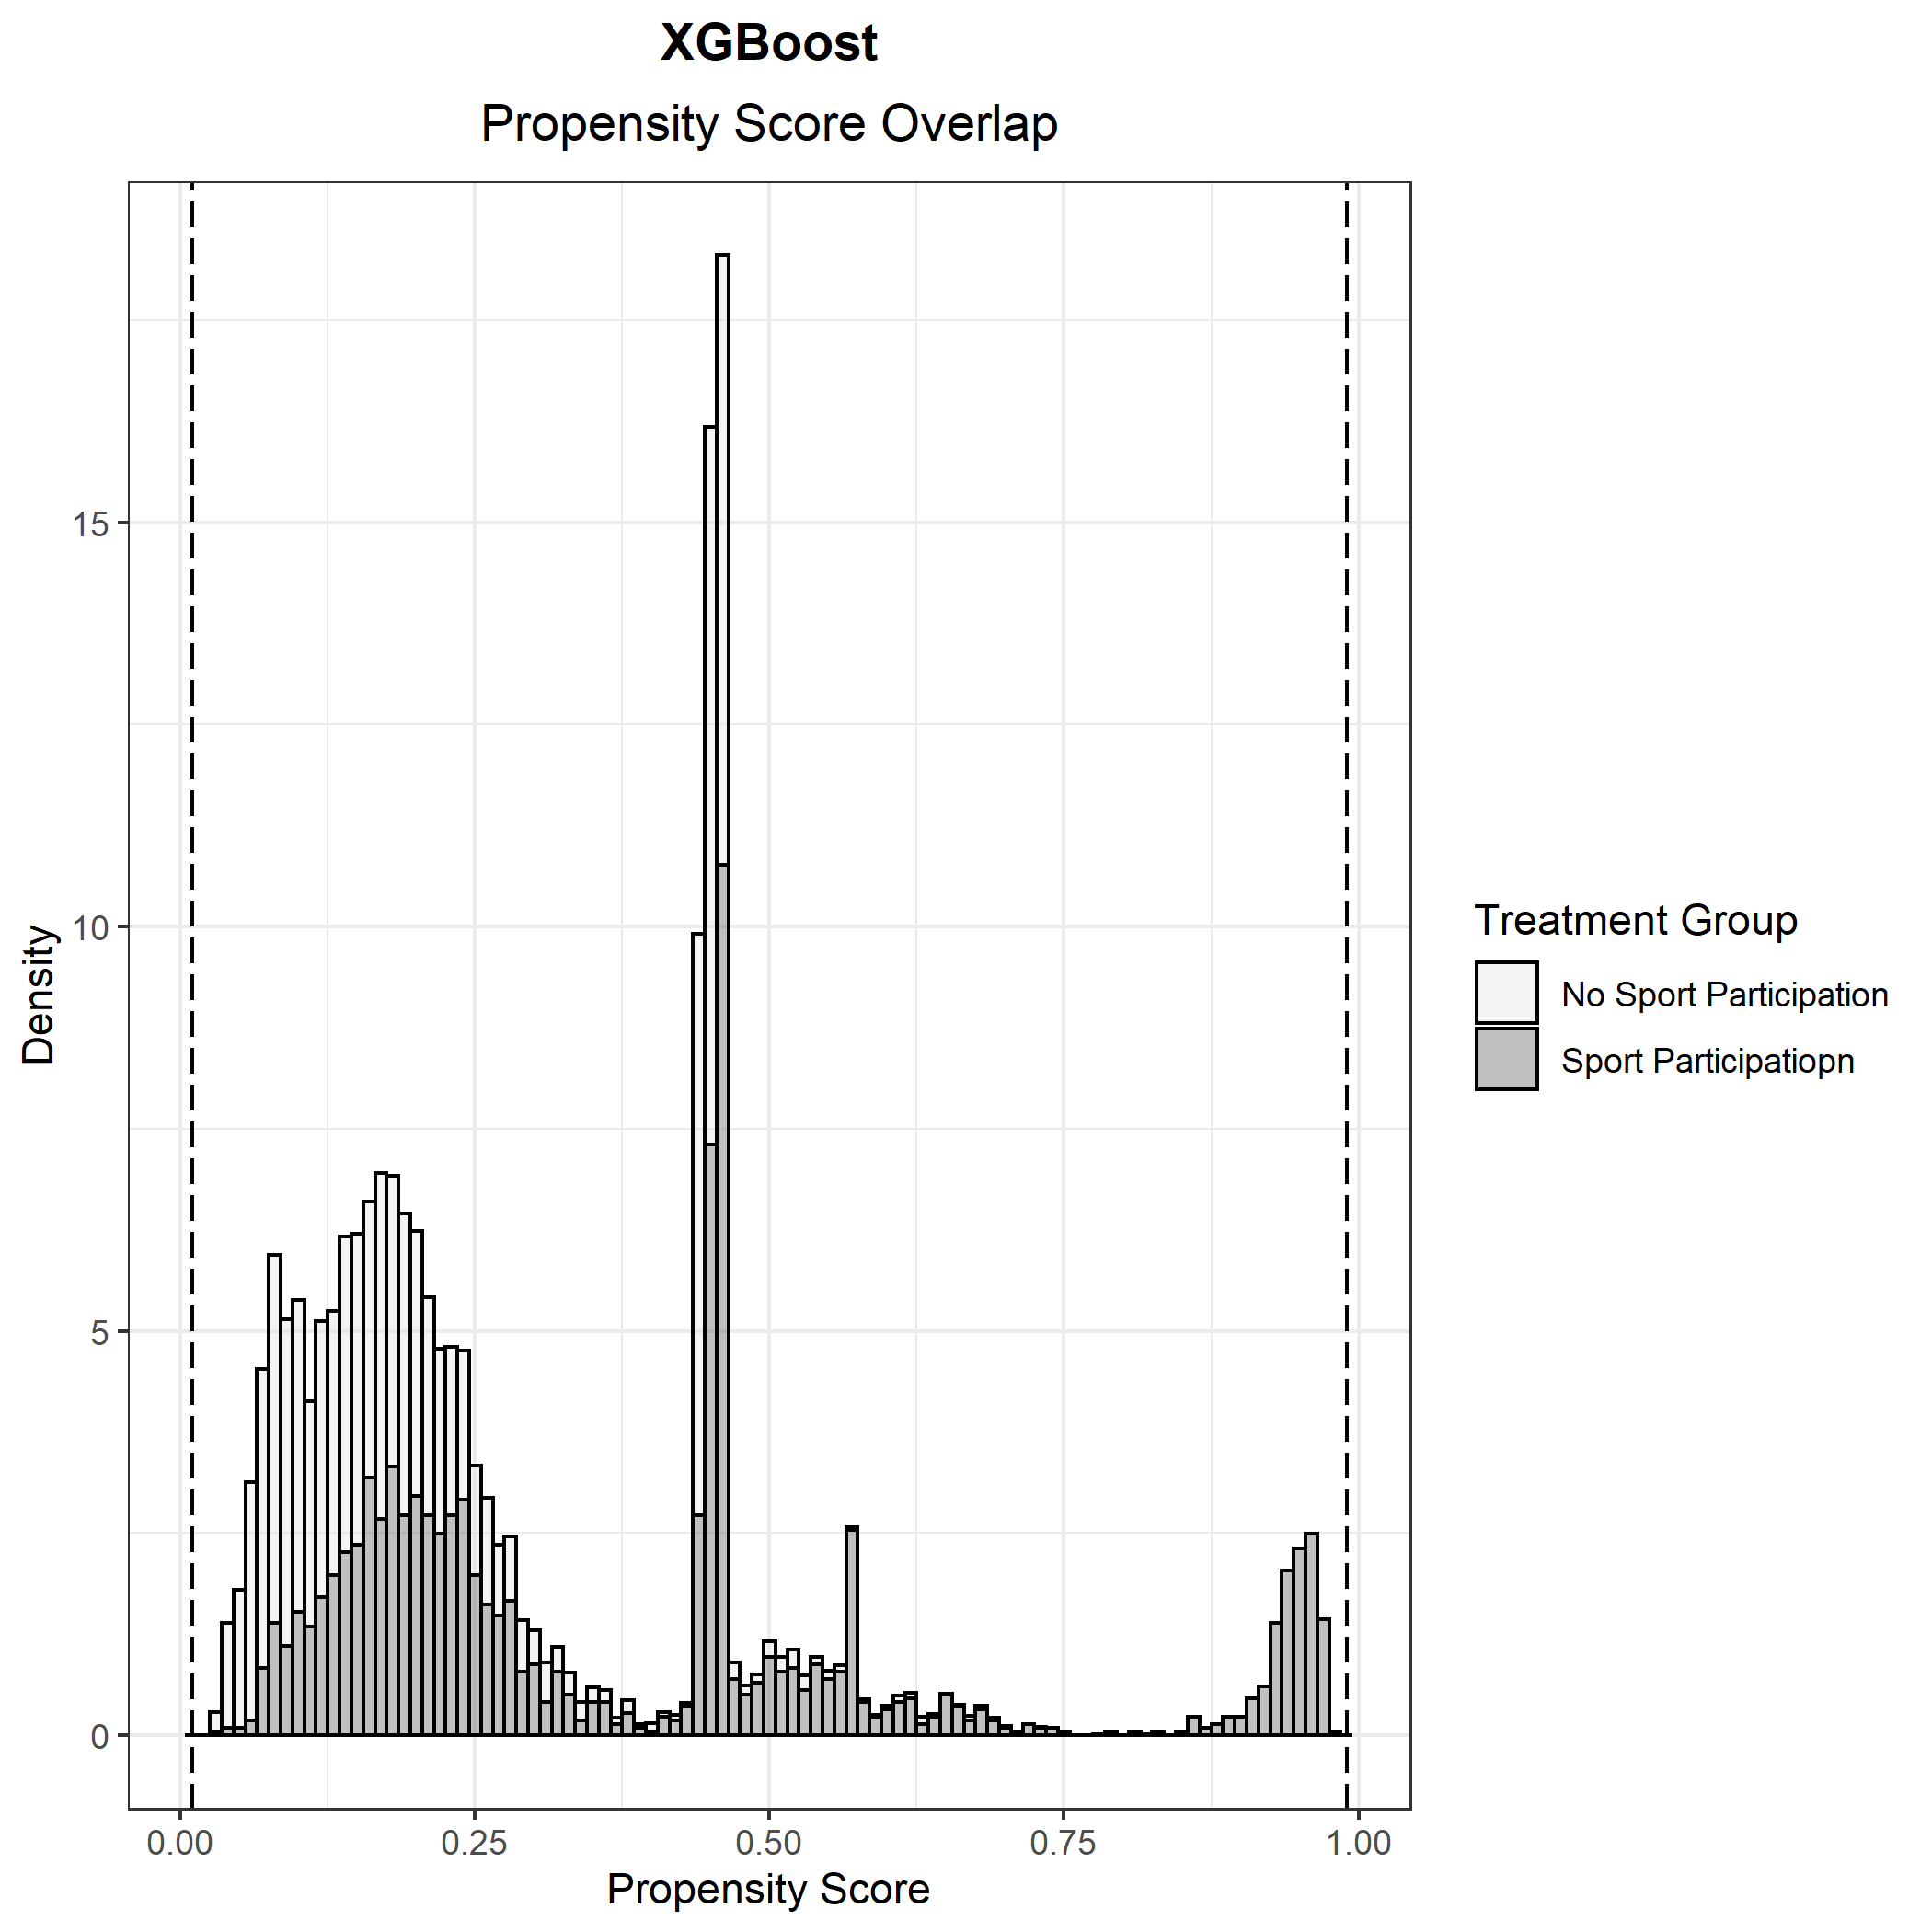 XGBoost
Propensity Score Overlap
Density
15
10
5
0
0.00 0.25 0.50 0.75 1.00
Propensity Score
Treatment Group
No Sport Participation
Sport Participatiopn